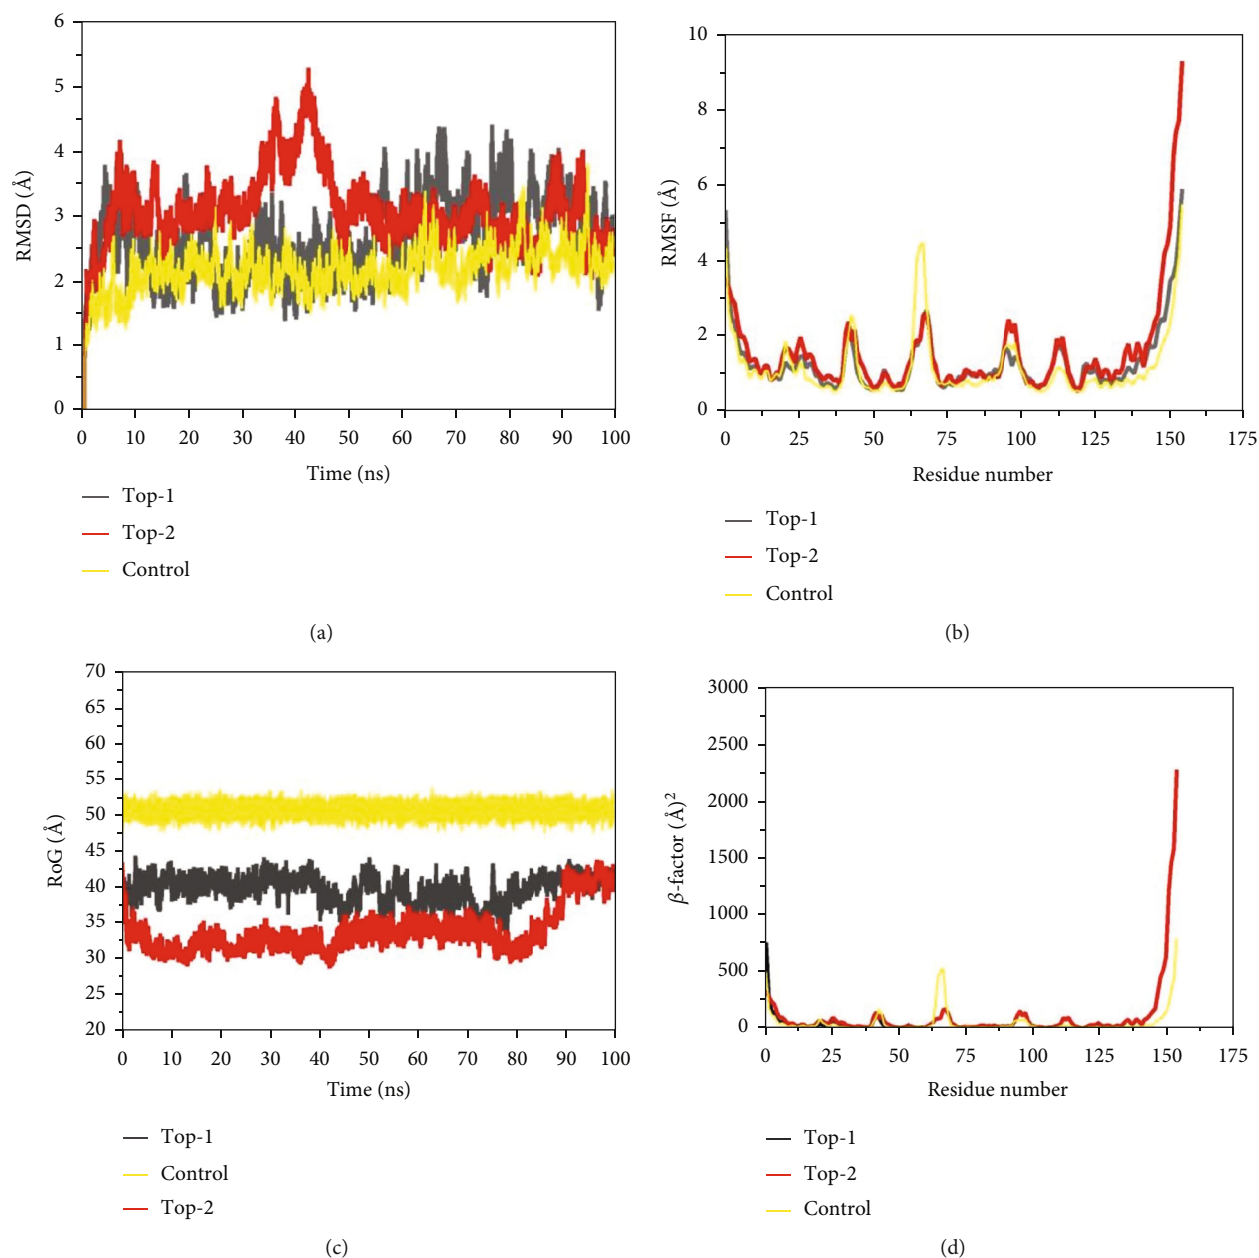 6
5
4
3
2
1
0
RMSD (Å)
0 10 20 30 40 50 60 70 80 90 100
Time (ns)
Top-1
Top-2
Control
(a)
10
8
6
4
2
0
RMSF (Å)
0 25 50 75 100 125 150 175
Residue number
Top-1
Top-2
Control
(b)
70
65
60
55
50
45
40
35
30
25
20
RoG (Å)
0 10 20 30 40 50 60 70 80 90 100
Time (ns)
Top-1
Control
Top-2
(c)
3000
2500
2000
1500
1000
500
0
β-factor (Å)²
0 25 50 75 100 125 150 175
Residue number
Top-1
Top-2
Control
(d)